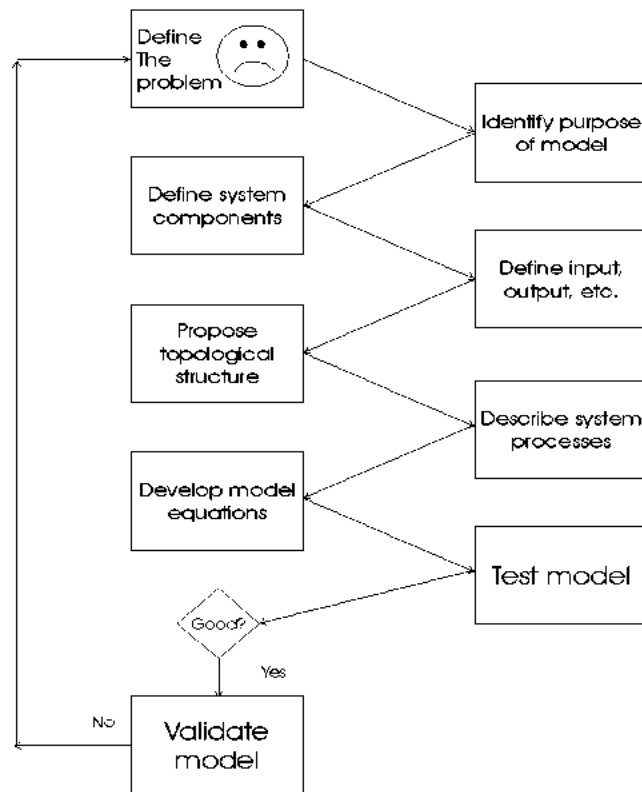 Define
The
problem
Identify purpose
of model
Define system
components
Define input,
output, etc.
Propose
topological
structure
Describe system
processes
Develop model
equations
Test model
Good?
Yes
No
Validate
model